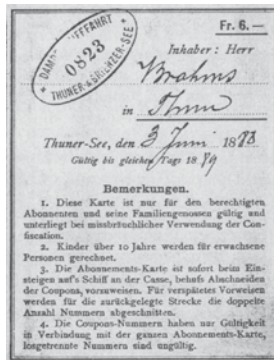 Fr. 6.—
DAMPFSCHIFFFAHRT
0823
THUNER- & BRIENZER-SEE
Inhaber : Herr
Brahms
in Thun
Thuner-See, den 3 Juni 1888
Gültig bis gleichen Tags 1889
Bemerkungen.
1. Diese Karte ist nur für den berechtigten
Abonnenten und seine Familiengenossen gültig und
unterliegt bei missbräuchlicher Verwendung der Con-
fiscation.
2. Kinder über 10 Jahre werden für erwachsene
Personen gerechnet.
3. Die Abonnements-Karte ist sofort beim Ein-
steigen auf's Schiff an der Casse, behufs Abschneiden
der Coupons, vorzuweisen. Für verspätetes Vorweisen
werden für die zurückgelegte Strecke die doppelte
Anzahl Nummern abgeschnitten.
4. Die Coupons-Nummern haben nur Gültigkeit
in Verbindung mit der ganzen Abonnements-Karte,
losgetrennte Nummern sind ungültig.